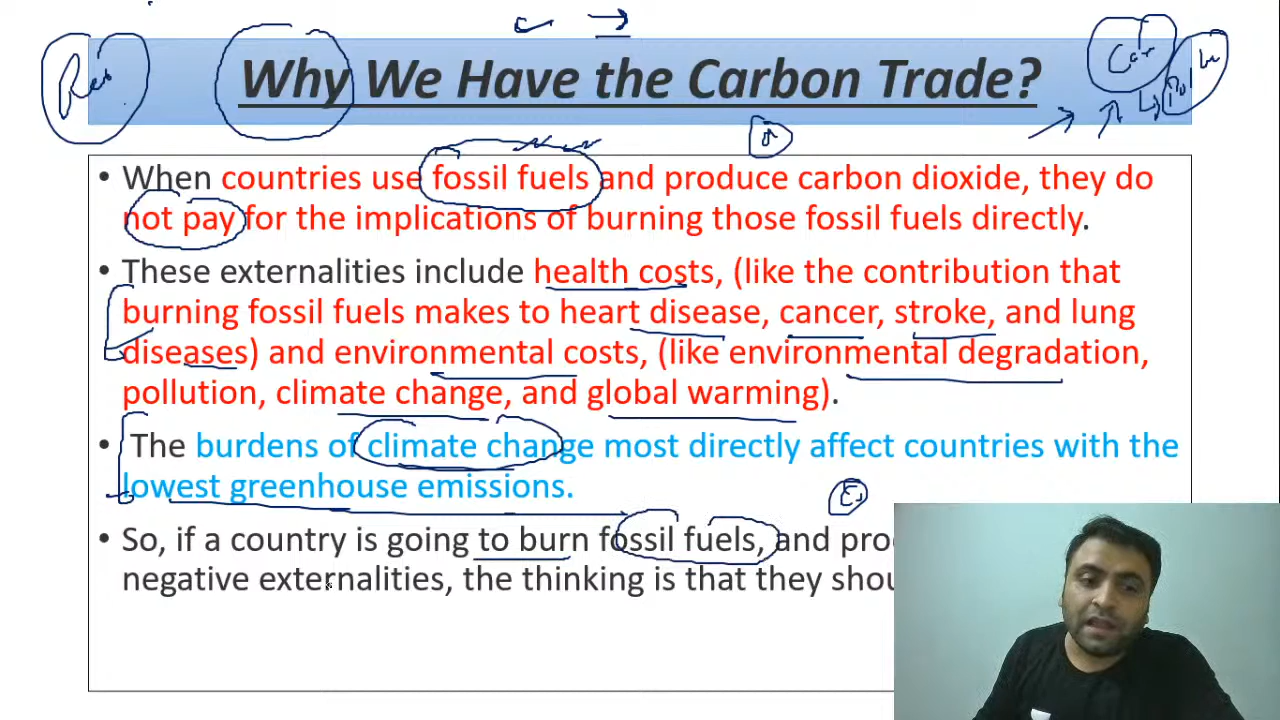 Why We Have the Carbon Trade?
• When countries use fossil fuels and produce carbon dioxide, they do
not pay for the implications of burning those fossil fuels directly.
• These externalities include health costs, (like the contribution that
burning fossil fuels makes to heart disease, cancer, stroke, and lung
diseases) and environmental costs, (like environmental degradation,
pollution, climate change, and global warming).
• The burdens of climate change most directly affect countries with the
lowest greenhouse emissions.
• So, if a country is going to burn fossil fuels, and
negative externalities, the thinking is that they